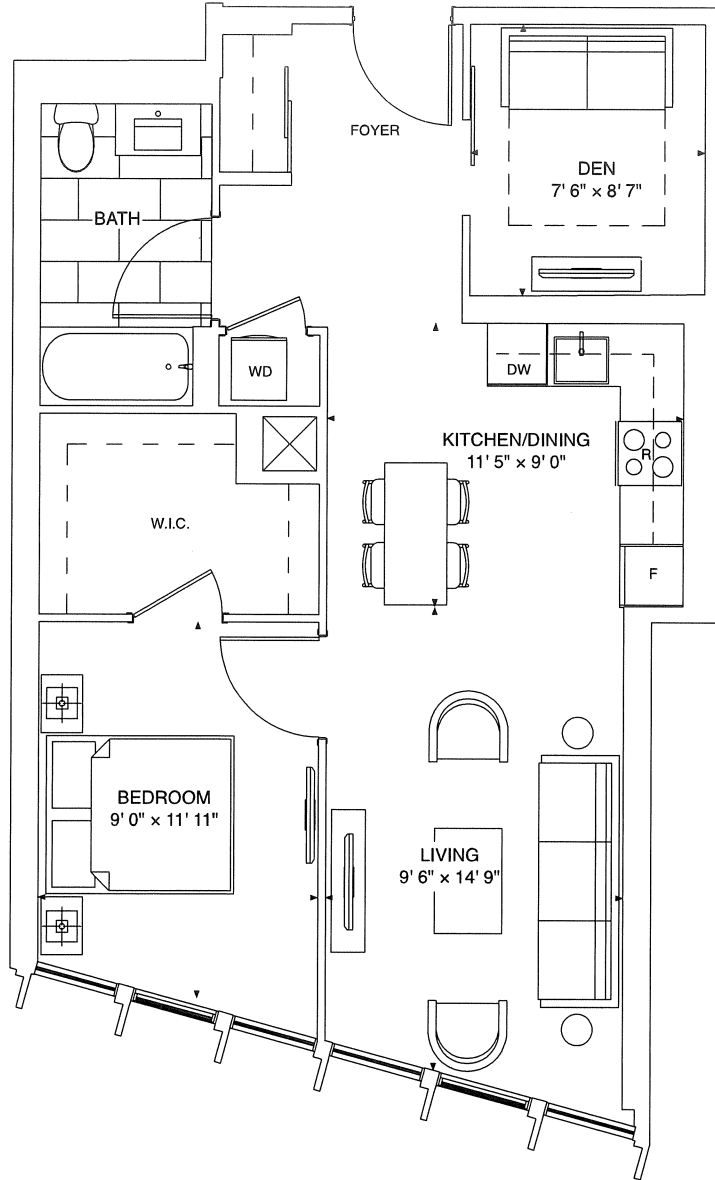 FOYER
DEN
7' 6" × 8' 7"
BATH
WD
DW
KITCHEN/DINING
11' 5" × 9' 0"
R
W.I.C.
F
BEDROOM
9' 0" × 11' 11"
LIVING
9' 6" × 14' 9"